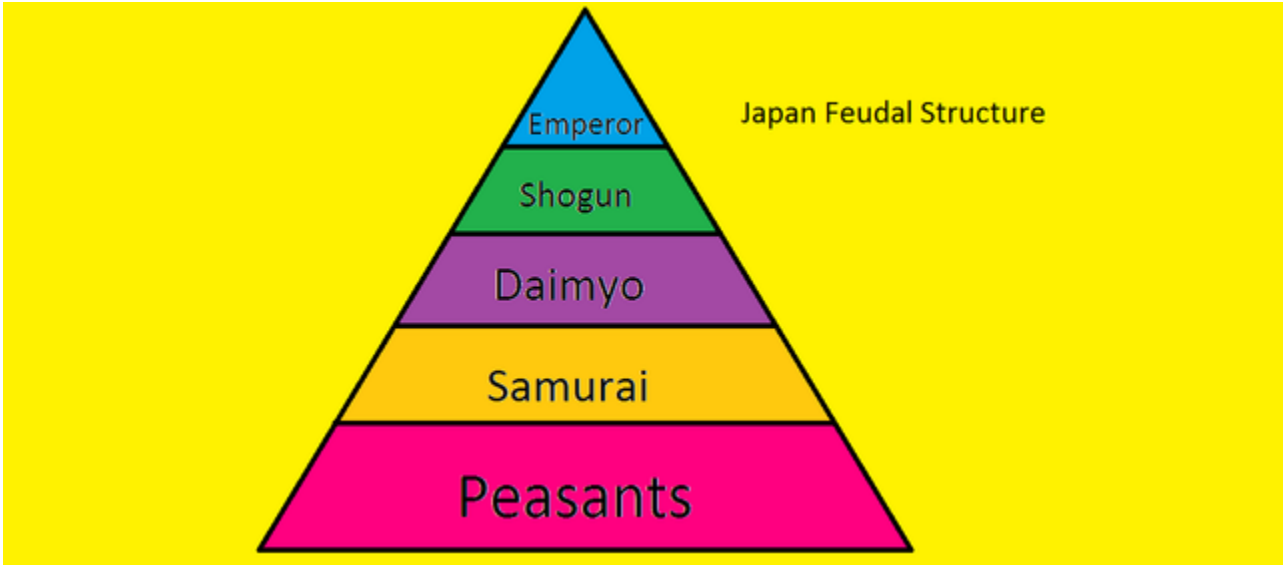 Japan Feudal Structure
Emperor
Shogun
Daimyo
Samurai
Peasants